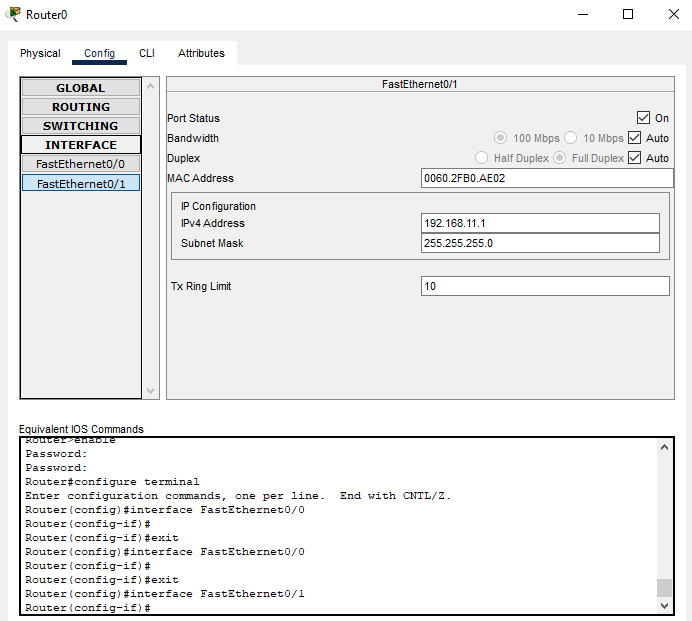 Router0
Physical Config CLI Attributes
GLOBAL
ROUTING
SWITCHING
INTERFACE
FastEthernet0/0
FastEthernet0/1
FastEthernet0/1
Port Status On
Bandwidth 100 Mbps 10 Mbps Auto
Duplex Half Duplex Full Duplex Auto
MAC Address 0060.2FB0.AE02
IP Configuration
IPv4 Address 192.168.11.1
Subnet Mask 255.255.255.0
Tx Ring Limit 10
Equivalent IOS Commands
Router>enable
Password:
Password:
Router#configure terminal
Enter configuration commands, one per line.  End with CNTL/Z.
Router(config)#interface FastEthernet0/0
Router(config-if)#
Router(config-if)#exit
Router(config)#interface FastEthernet0/0
Router(config-if)#
Router(config-if)#exit
Router(config)#interface FastEthernet0/1
Router(config-if)#